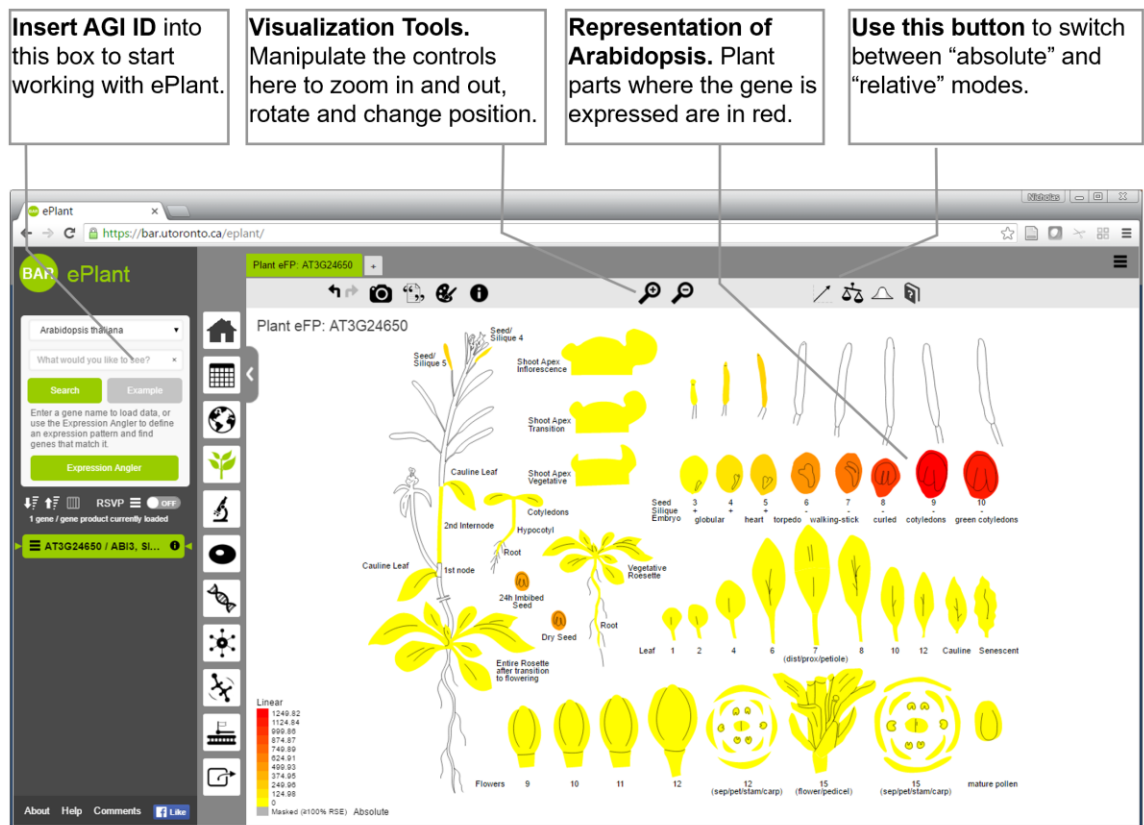 Insert AGI ID into
this box to start
working with ePlant.
Visualization Tools.
Manipulate the controls
here to zoom in and out,
rotate and change position.
Representation of
Arabidopsis. Plant
parts where the gene is
expressed are in red.
Use this button to switch
between “absolute” and
“relative” modes.
Nicholas
ePlant
https://bar.utoronto.ca/eplant/
BAR ePlant
Plant eFP: AT3G24650
Arabidopsis thaliana
What would you like to see?
Search Example
Enter a gene name to load data, or
use the Expression Angler to define
an expression pattern and find
genes that match it.
Expression Angler
RSVP OFF
1 gene / gene product currently loaded
AT3G24650 / ABI3, SI...
About Help Comments Like
Plant eFP: AT3G24650
Seed/
Silique 4
Seed/
Silique 5
Shoot Apex
Inflorescence
Shoot Apex
Transition
Shoot Apex
Vegetative
Cauline Leaf
Cotyledons
2nd Internode
Hypocotyl
Root
Cauline Leaf
1st node
24h Imbibed
Seed
Dry Seed
Vegetative
Rosette
Root
Entire Rosette
after transition
to flowering
Seed 3 4 5 6 7 8 9 10
Silique + + + - - - - -
Embryo globular heart torpedo walking-stick curled cotyledons green cotyledons
Leaf 1 2 4 6 7 8 10 12 Cauline Senescent
(dist/prox/petiole)
Flowers 9 10 11 12 12 15 15 mature pollen
(sep/pet/stam/carp) (flower/pedicel) (sep/pet/stam/carp)
Linear
1249.82
1124.84
999.86
874.87
749.89
624.91
499.93
374.95
249.96
124.98
0
Masked (≥100% RSE) Absolute